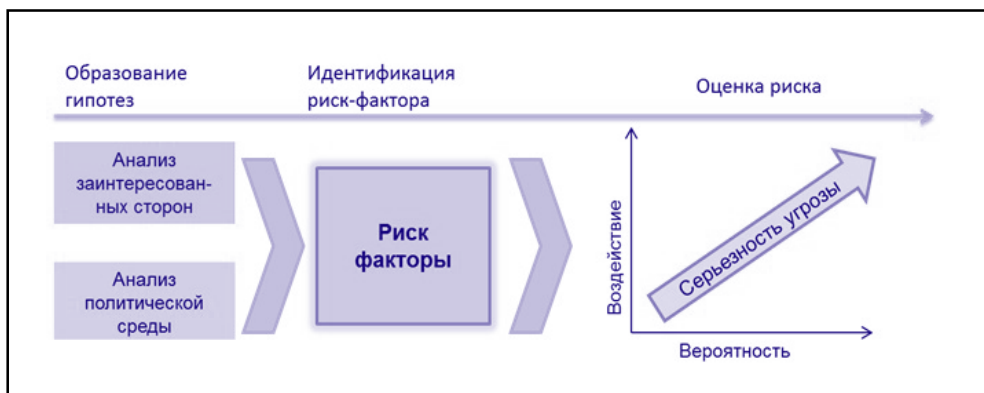 Образование
гипотез
Идентификация
риск-фактора
Оценка риска
Анализ
заинтересован-
ных сторон
Анализ
политической
среды
Риск
факторы
Воздействие
Серьезность угрозы
Вероятность